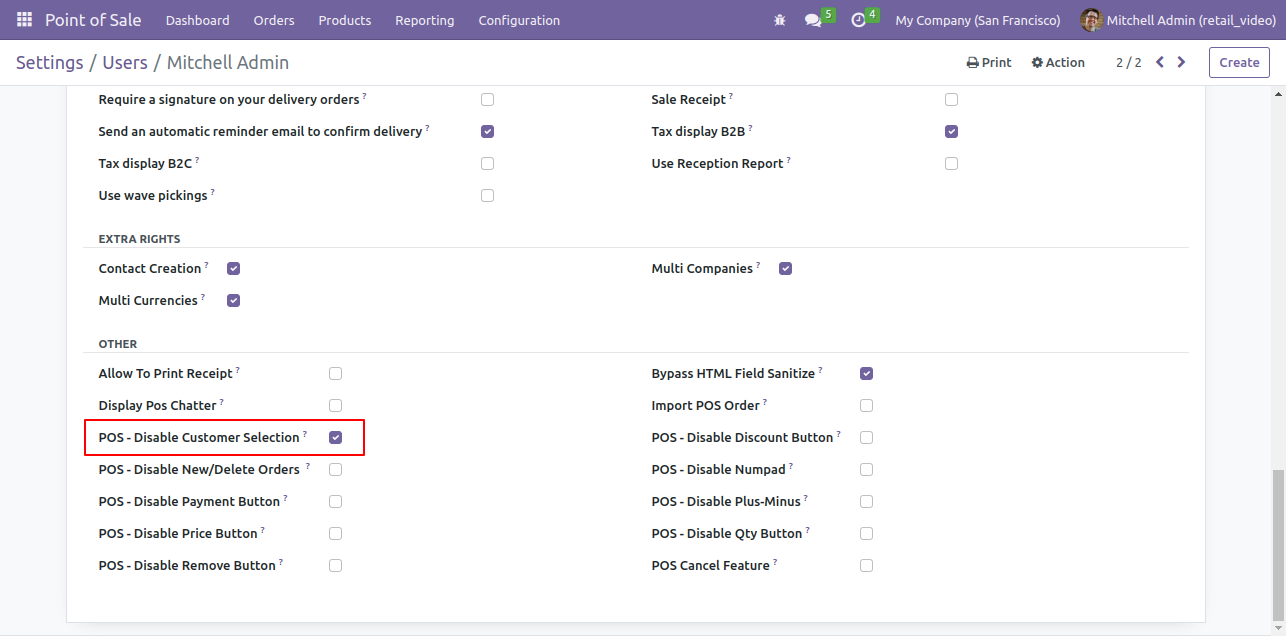 Point of Sale Dashboard Orders Products Reporting Configuration 5 4 My Company (San Francisco) Mitchell Admin (retail_video)
Settings / Users / Mitchell Admin Print Action 2 / 2 Create
Require a signature on your delivery orders ? Sale Receipt ?
Send an automatic reminder email to confirm delivery ? Tax display B2B ?
Tax display B2C ? Use Reception Report ?
Use wave pickings ?
EXTRA RIGHTS
Contact Creation ? Multi Companies ?
Multi Currencies ?
OTHER
Allow To Print Receipt ? Bypass HTML Field Sanitize ?
Display Pos Chatter ? Import POS Order ?
POS - Disable Customer Selection ? POS - Disable Discount Button ?
POS - Disable New/Delete Orders ? POS - Disable Numpad ?
POS - Disable Payment Button ? POS - Disable Plus-Minus ?
POS - Disable Price Button ? POS - Disable Qty Button ?
POS - Disable Remove Button ? POS Cancel Feature ?